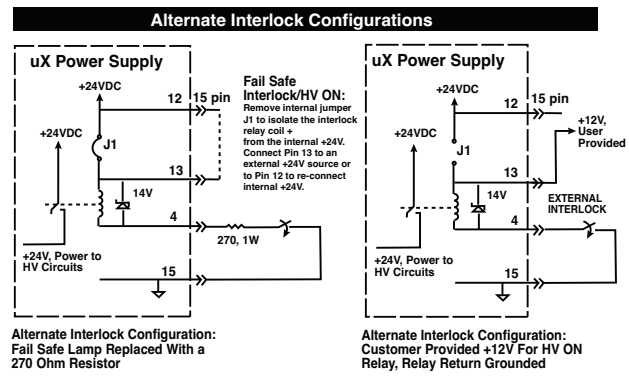 Alternate Interlock Configurations
uX Power Supply
+24VDC
12
15 pin
+24VDC
J1
13
14V
4
270, 1W
+24V, Power to
HV Circuits
15
Fail Safe
Interlock/HV ON:
Remove internal jumper
J1 to isolate the interlock
relay coil +
from the internal +24V.
Connect Pin 13 to an
external +24V source or
to Pin 12 to re-connect
internal +24V.
Alternate Interlock Configuration:
Fail Safe Lamp Replaced With a
270 Ohm Resistor
uX Power Supply
+24VDC
12
15 pin
+12V,
User
Provided
+24VDC
J1
13
14V
EXTERNAL
INTERLOCK
4
+24V, Power to
HV Circuits
15
Alternate Interlock Configuration:
Customer Provided +12V For HV ON
Relay, Relay Return Grounded